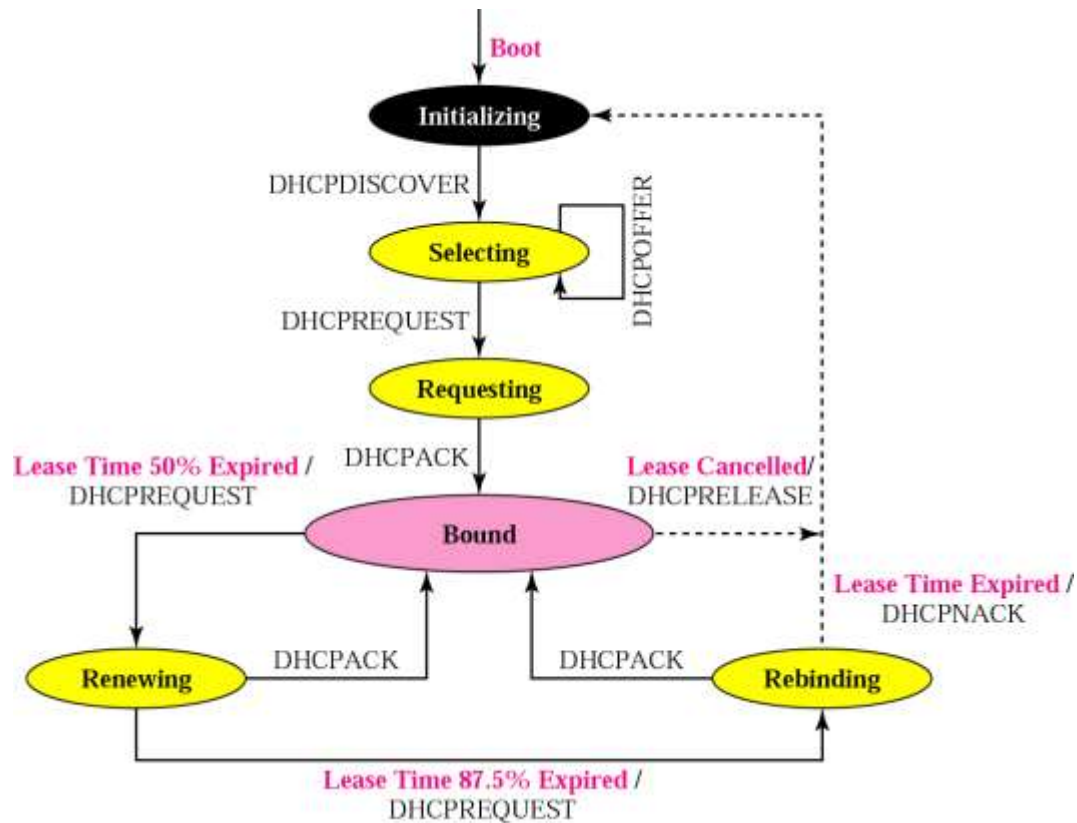 Boot
Initializing
DHCPDISCOVER
DHCPOFFER
Selecting
DHCPREQUEST
Requesting
DHCPACK
Lease Time 50% Expired /
DHCPREQUEST
Lease Cancelled/
DHCPRELEASE
Bound
Lease Time Expired /
DHCPNACK
Renewing
DHCPACK
DHCPACK
Rebinding
Lease Time 87.5% Expired /
DHCPREQUEST